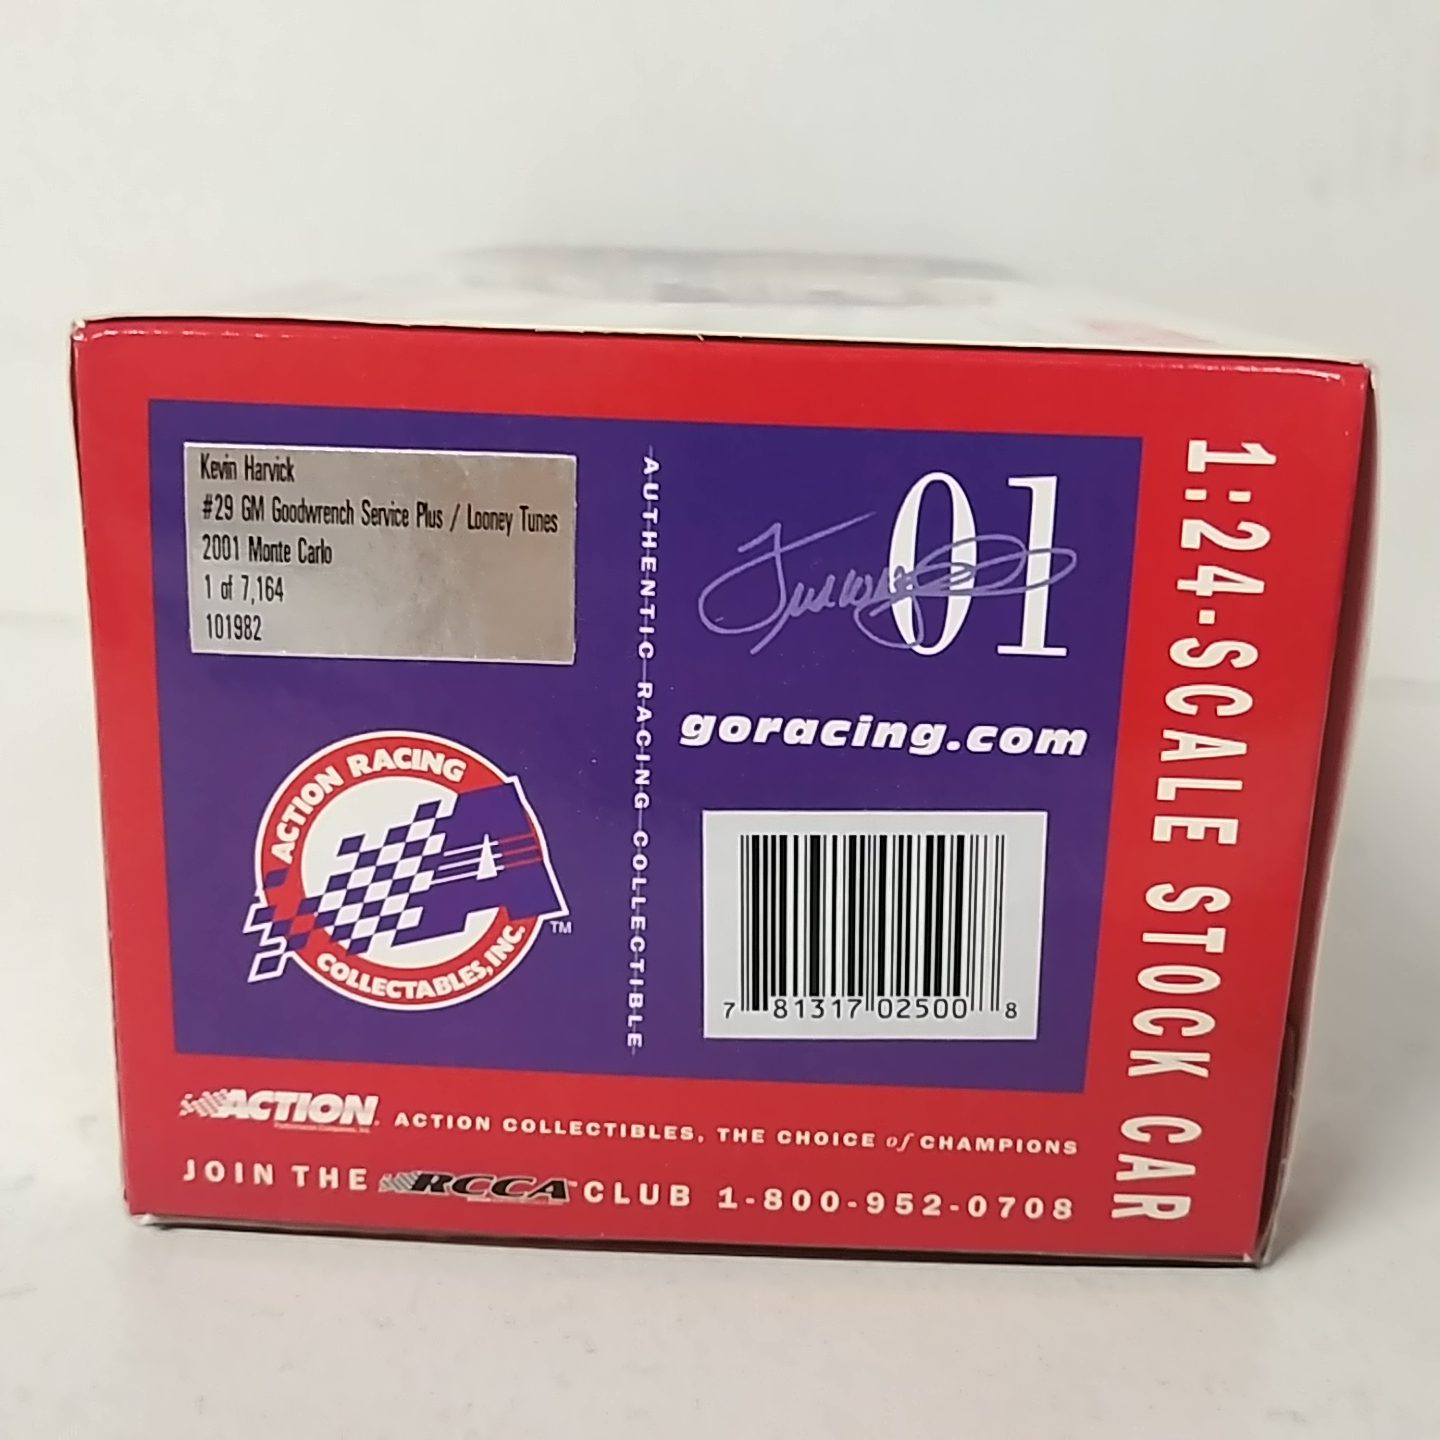 Kevin Harvick
#29 GM Goodwrench Service Plus / Looney Tunes
2001 Monte Carlo
1 of 7,164
101982
AUTHENTIC RACING COLLECTIBLE
01
goracing.com
ACTION RACING
COLLECTABLES, INC.
TM
7 81317 02500 8
1:24-SCALE STOCK CAR
ACTION
ACTION COLLECTIBLES, THE CHOICE of CHAMPIONS
JOIN THE RCCA CLUB 1-800-952-0708